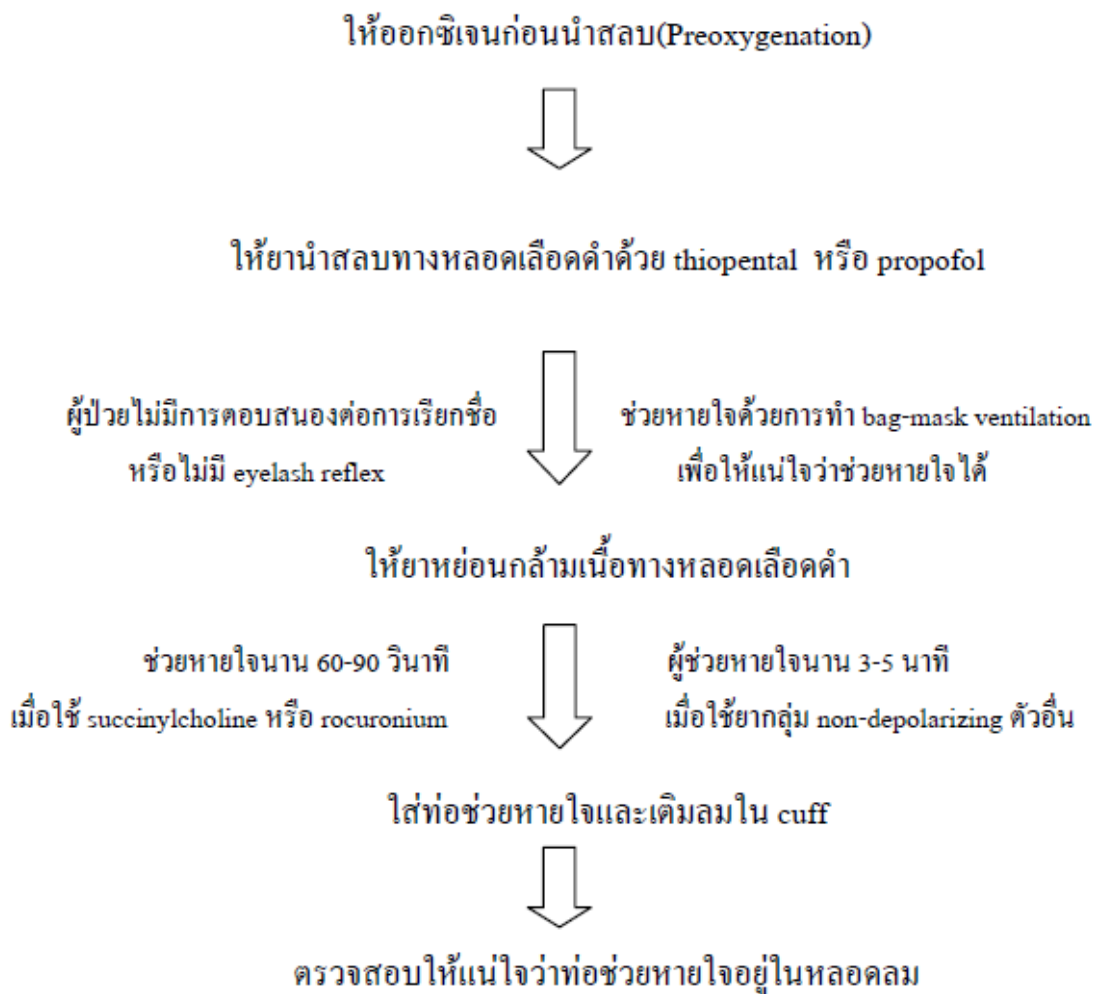 ให้ออกซิเจนก่อนนำสลบ(Preoxygenation)
ให้ยานำสลบทางหลอดเลือดดำด้วย thiopental หรือ propofol
ผู้ป่วยไม่มีการตอบสนองต่อการเรียกชื่อ
หรือไม่มี eyelash reflex
ช่วยหายใจด้วยการทำ bag-mask ventilation
เพื่อให้แน่ใจว่าช่วยหายใจได้
ให้ยาหย่อนกล้ามเนื้อทางหลอดเลือดดำ
ช่วยหายใจนาน 60-90 วินาที
เมื่อใช้ succinylcholine หรือ rocuronium
ผู้ช่วยหายใจนาน 3-5 นาที
เมื่อใช้ยากลุ่ม non-depolarizing ตัวอื่น
ใส่ท่อช่วยหายใจและเติมลมใน cuff
ตรวจสอบให้แน่ใจว่าท่อช่วยหายใจอยู่ในหลอดลม